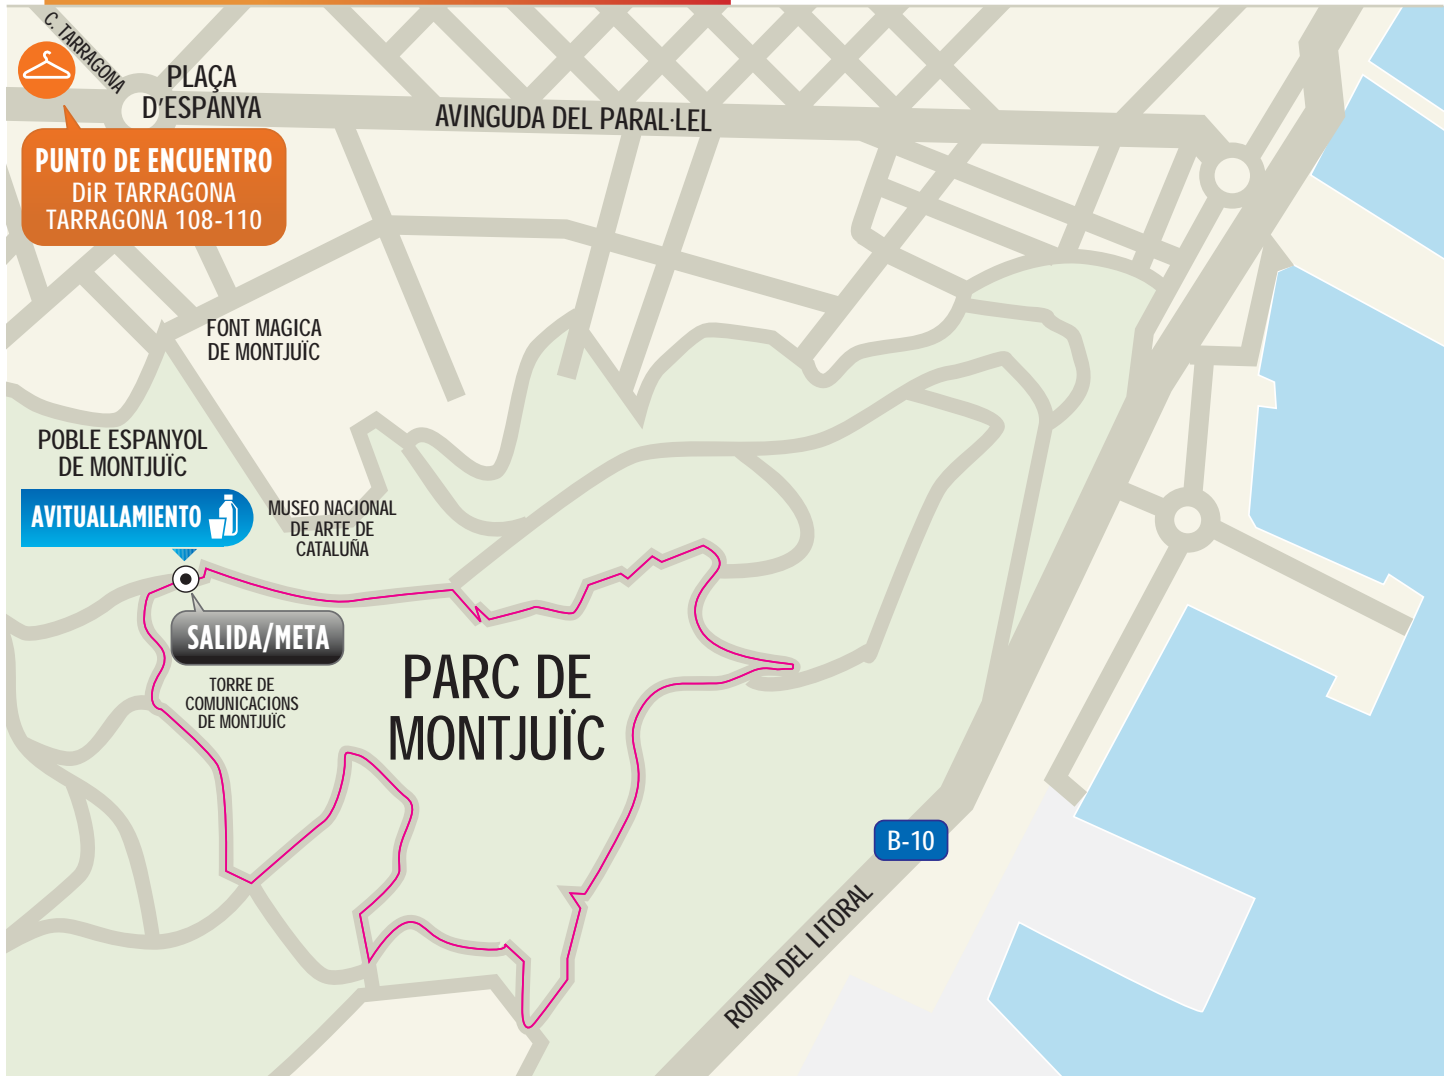 C. TARRAGONA
PLAÇA
D'ESPANYA
AVINGUDA DEL PARAL·LEL
PUNTO DE ENCUENTRO
DiR TARRAGONA
TARRAGONA 108-110
FONT MAGICA
DE MONTJUÏC
POBLE ESPANYOL
DE MONTJUÏC
AVITUALLAMIENTO
MUSEO NACIONAL
DE ARTE DE
CATALUÑA
SALIDA/META
TORRE DE
COMUNICACIONS
DE MONTJUÏC
PARC DE
MONTJUÏC
B-10
RONDA DEL LITORAL